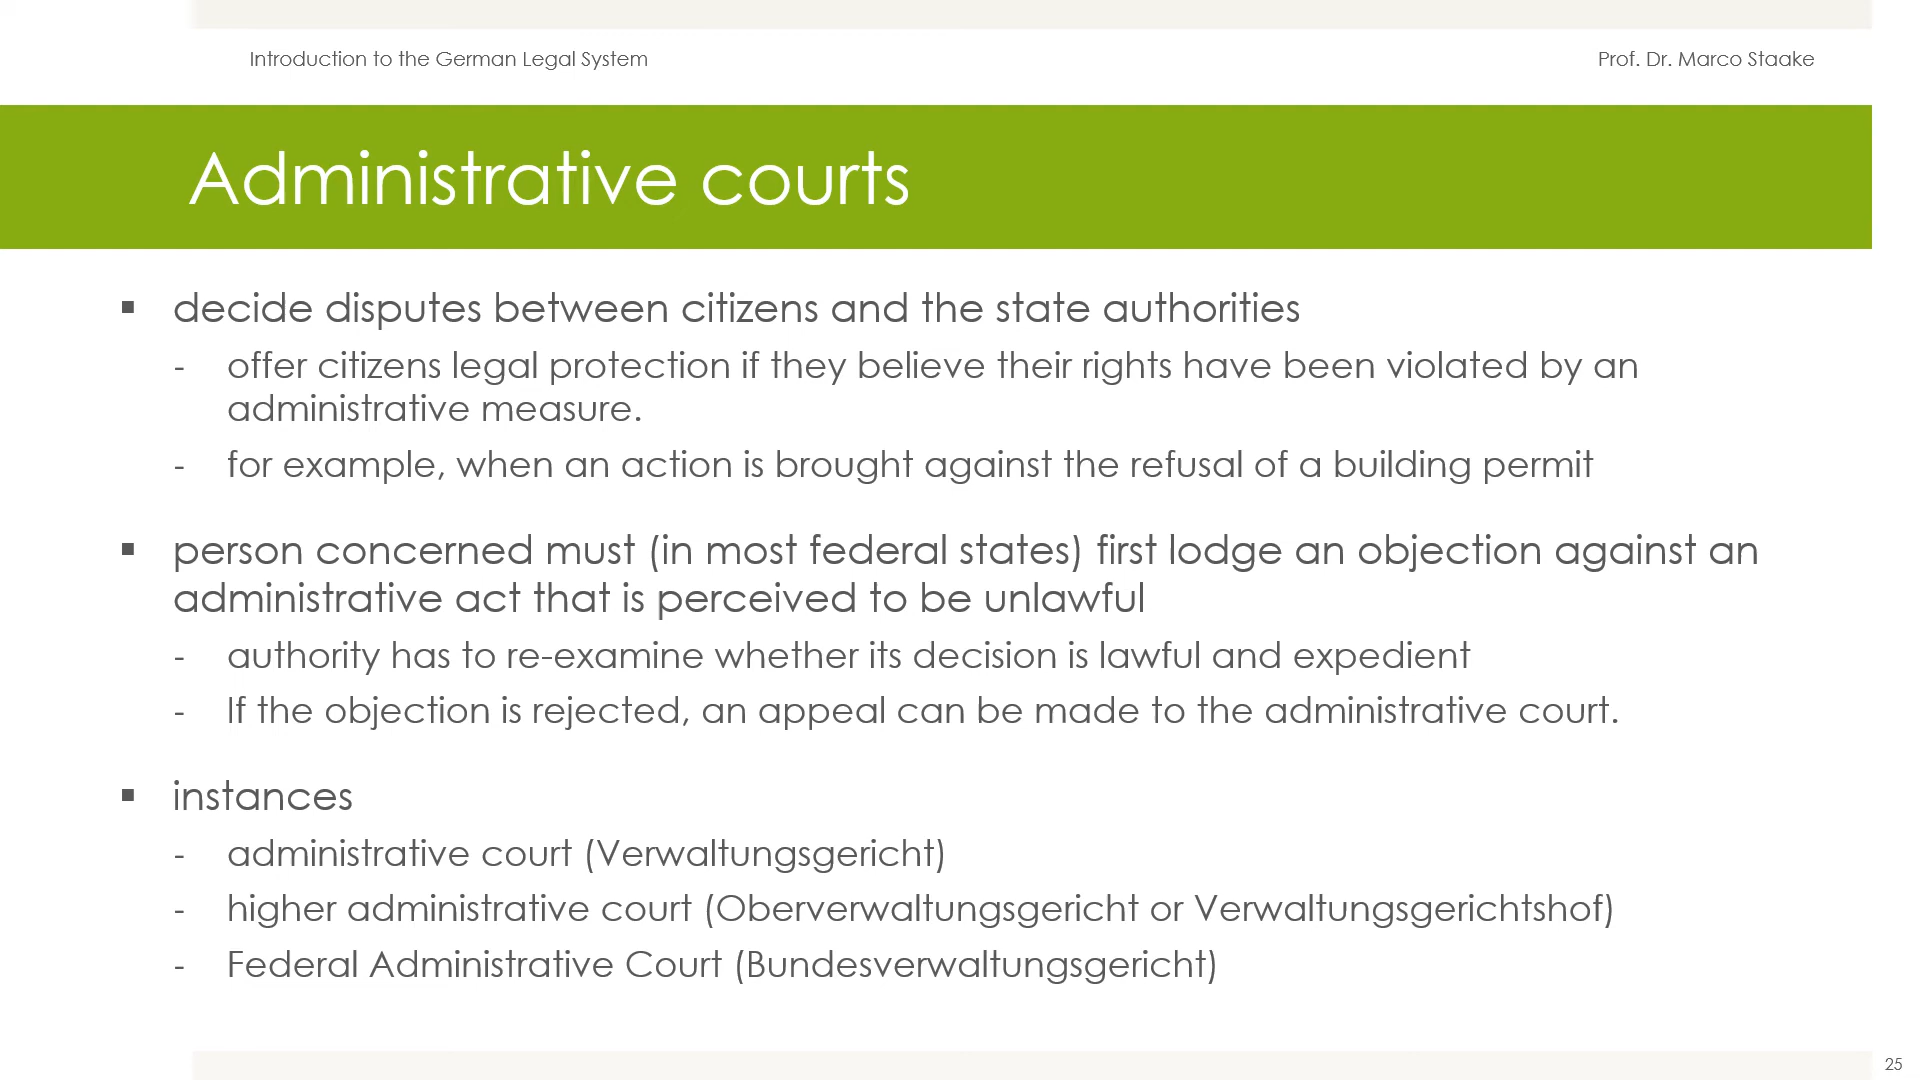 Introduction to the German Legal System
Prof. Dr. Marco Staake
Administrative courts
▪ decide disputes between citizens and the state authorities
- offer citizens legal protection if they believe their rights have been violated by an
administrative measure.
- for example, when an action is brought against the refusal of a building permit
▪ person concerned must (in most federal states) first lodge an objection against an
administrative act that is perceived to be unlawful
- authority has to re-examine whether its decision is lawful and expedient
- If the objection is rejected, an appeal can be made to the administrative court.
▪ instances
- administrative court (Verwaltungsgericht)
- higher administrative court (Oberverwaltungsgericht or Verwaltungsgerichtshof)
- Federal Administrative Court (Bundesverwaltungsgericht)
25